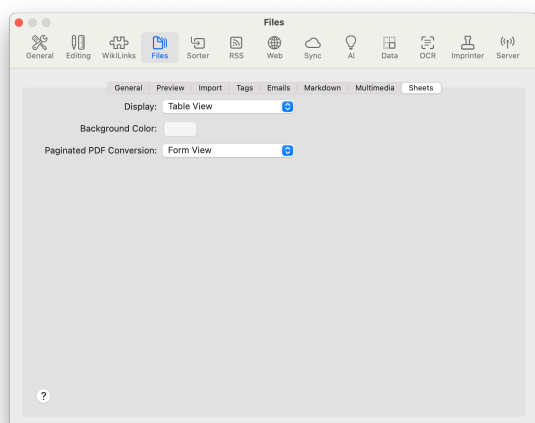 Files
General Editing WikiLinks Files Sorter RSS Web Sync AI Data OCR Imprinter Server
General Preview Import Tags Emails Markdown Multimedia Sheets
Display: Table View
Background Color:
Paginated PDF Conversion: Form View
?